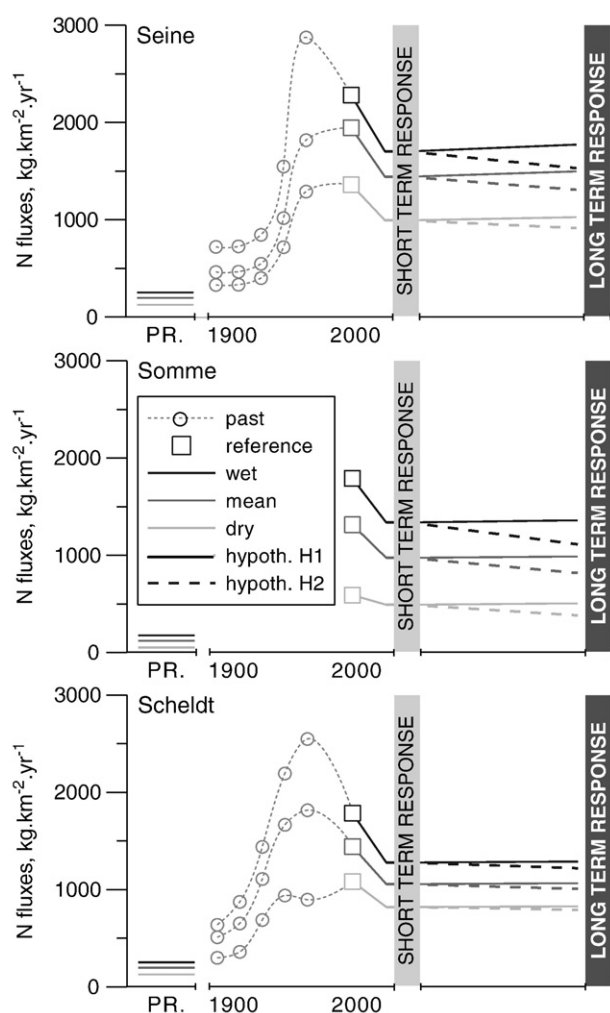 Seine
N fluxes, kg.km-2.yr-1
3000
2000
1000
0
PR.
1900
2000
SHORT TERM RESPONSE
LONG TERM RESPONSE
Somme
N fluxes, kg.km-2.yr-1
3000
2000
1000
0
past
reference
wet
mean
dry
hypoth. H1
hypoth. H2
PR.
1900
2000
SHORT TERM RESPONSE
LONG TERM RESPONSE
Scheldt
N fluxes, kg.km-2.yr-1
3000
2000
1000
0
PR.
1900
2000
SHORT TERM RESPONSE
LONG TERM RESPONSE